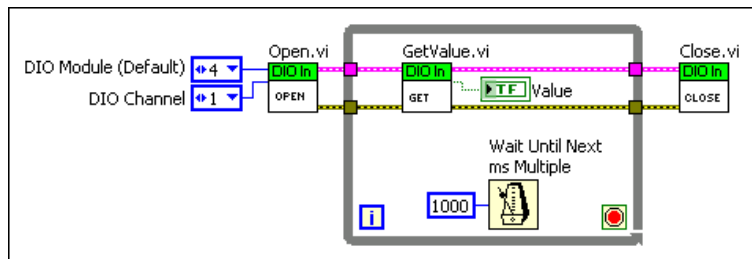 Open.vi
GetValue.vi
Close.vi
DIO Module (Default)
4
DIO In
DIO In
DIO In
DIO Channel
1
OPEN
GET
TF
Value
CLOSE
Wait Until Next
ms Multiple
1000
i